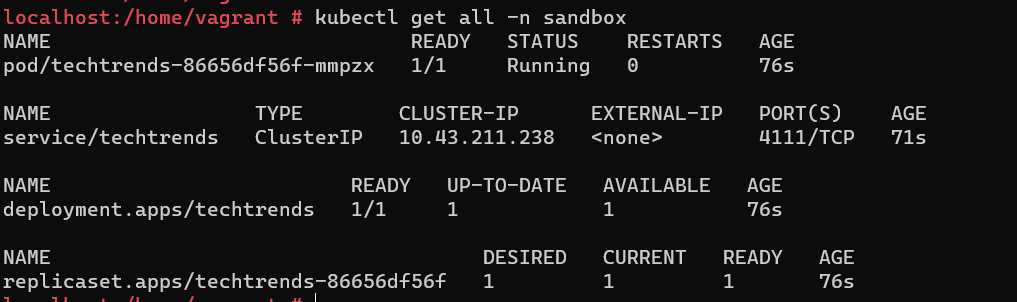 localhost:/home/vagrant # kubectl get all -n sandbox
NAME READY STATUS RESTARTS AGE
pod/techtrends-86656df56f-mmpzx 1/1 Running 0 76s
NAME TYPE CLUSTER-IP EXTERNAL-IP PORT(S) AGE
service/techtrends ClusterIP 10.43.211.238 <none> 4111/TCP 71s
NAME READY UP-TO-DATE AVAILABLE AGE
deployment.apps/techtrends 1/1 1 1 76s
NAME DESIRED CURRENT READY AGE
replicaset.apps/techtrends-86656df56f 1 1 1 76s
localhost:/home/vagrant #